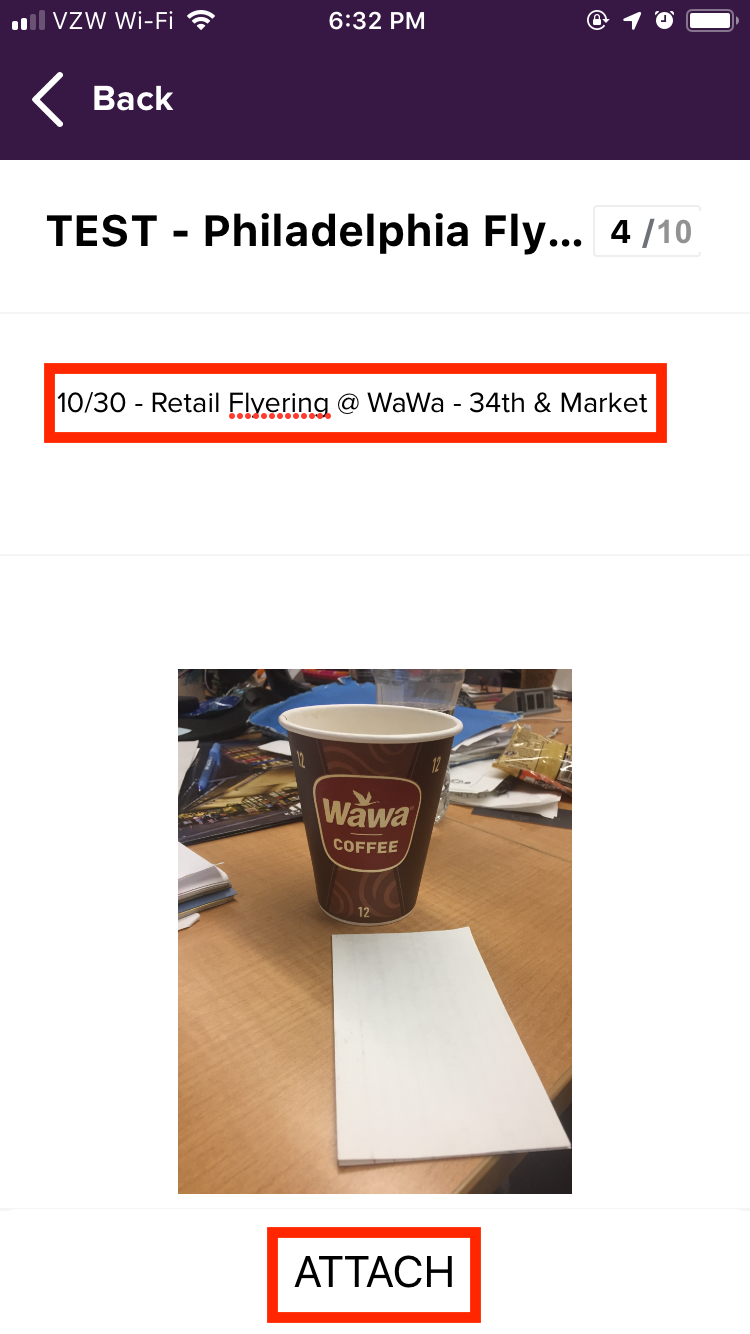 VZW Wi-Fi 6:32 PM
Back
TEST - Philadelphia Fly... 4 /10
10/30 - Retail Flyering @ WaWa - 34th & Market
12 12
Wawa
COFFEE
12
ATTACH